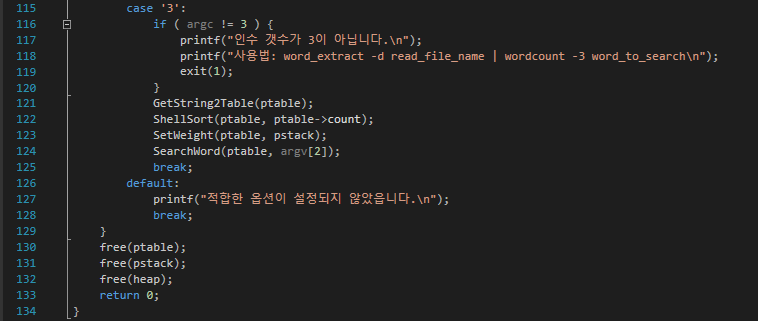 115 case '3':
116 if ( argc != 3 ) {
117 printf("인수 갯수가 3이 아닙니다.\n");
118 printf("사용법: word_extract -d read_file_name | wordcount -3 word_to_search\n");
119 exit(1);
120 }
121 GetString2Table(ptable);
122 ShellSort(ptable, ptable->count);
123 SetWeight(ptable, pstack);
124 SearchWord(ptable, argv[2]);
125 break;
126 default:
127 printf("적합한 옵션이 설정되지 않았읍니다.\n");
128 break;
129 }
130 free(ptable);
131 free(pstack);
132 free(heap);
133 return 0;
134 }